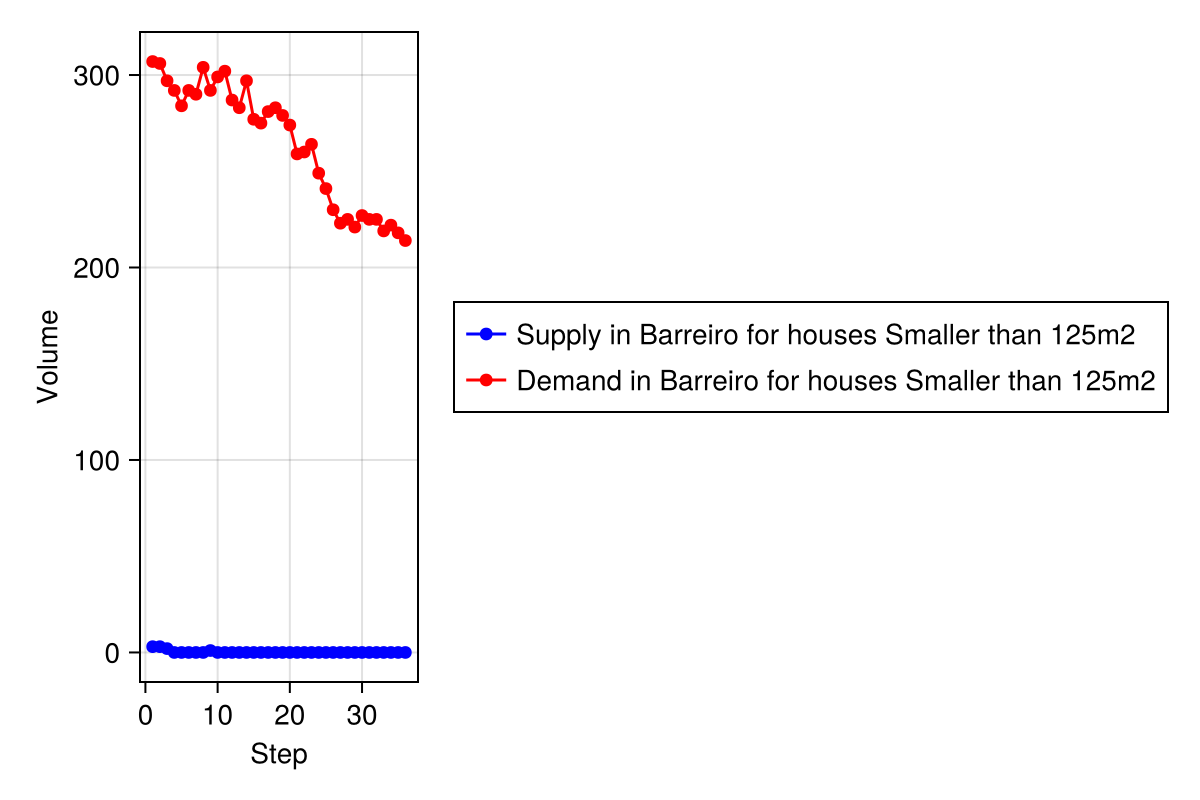 300
200
100
0
Volume
0 10 20 30
Step
Supply in Barreiro for houses Smaller than 125m2
Demand in Barreiro for houses Smaller than 125m2